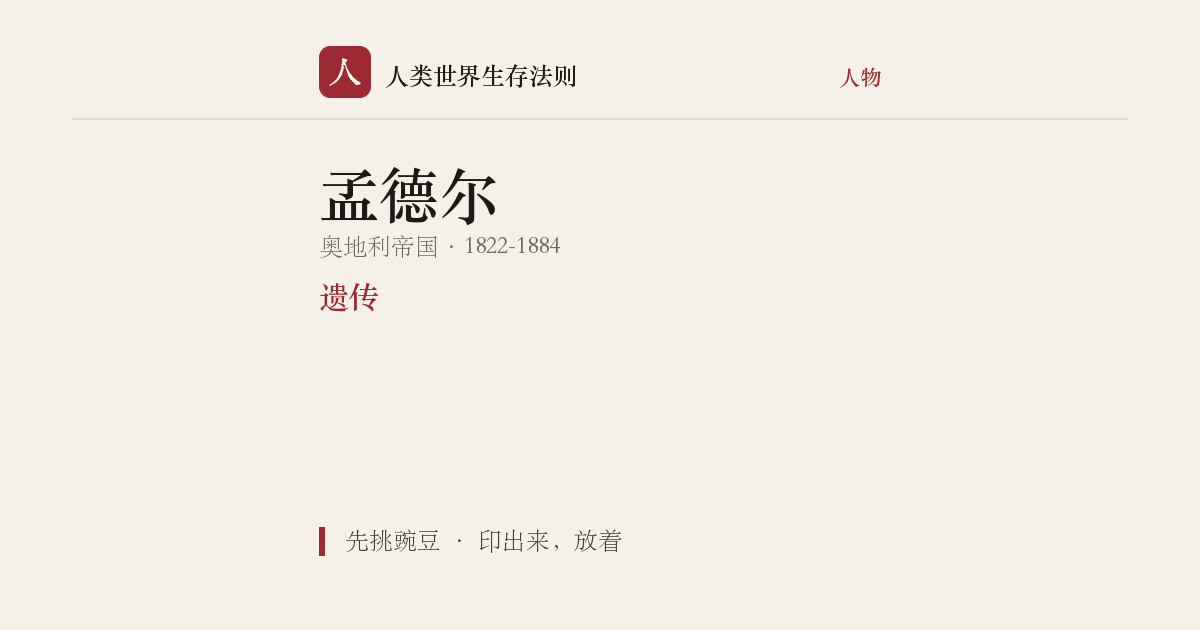 人 人类世界生存法则 人物
孟德尔
奥地利帝国 · 1822-1884
遗传
先挑豌豆 · 印出来，放着